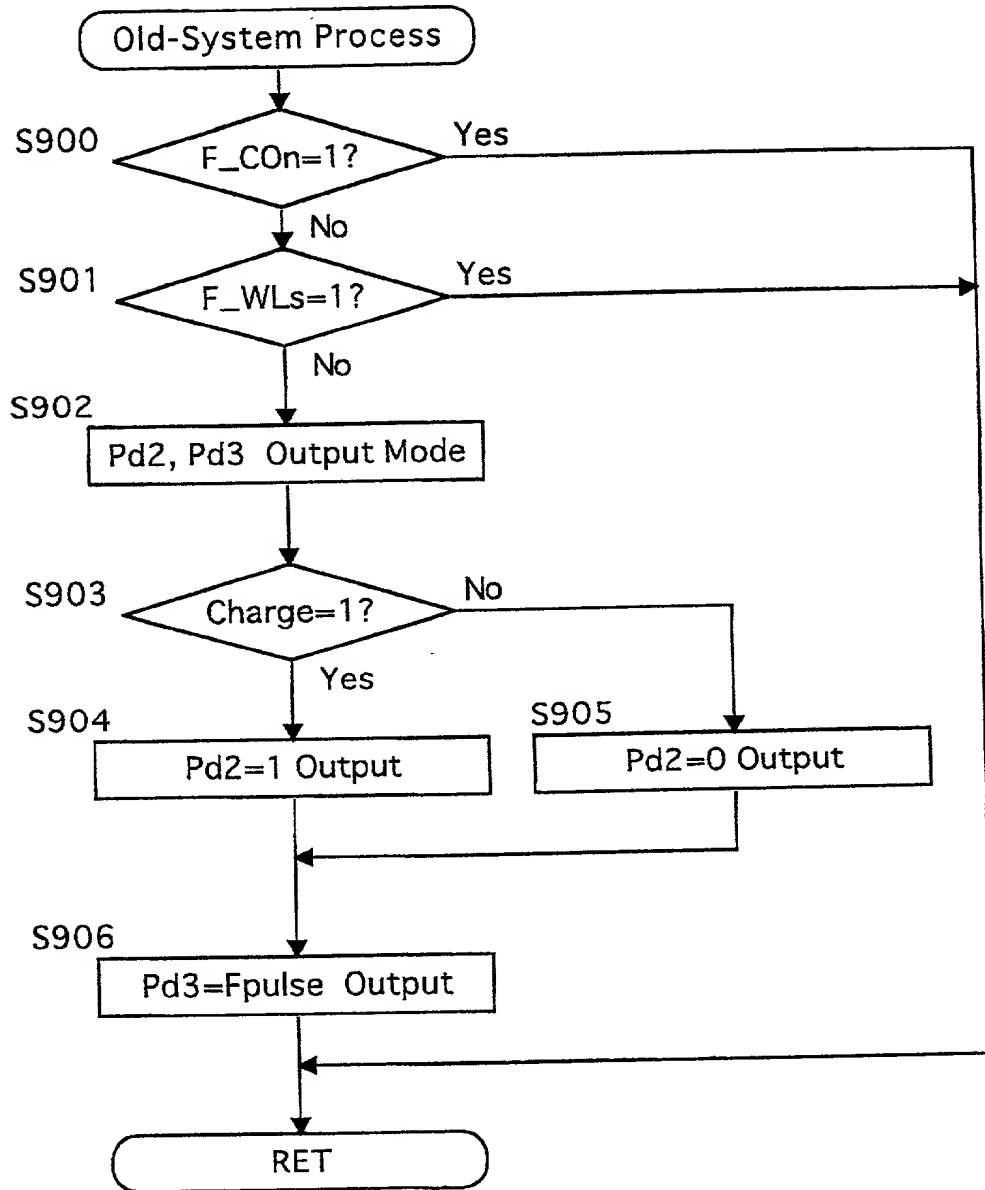 Old-System Process
S900
F_COn=1?
Yes
No
S901
F_WLs=1?
Yes
No
S902
Pd2, Pd3 Output Mode
S903
Charge=1?
No
Yes
S904
Pd2=1 Output
S905
Pd2=0 Output
S906
Pd3=Fpulse Output
RET